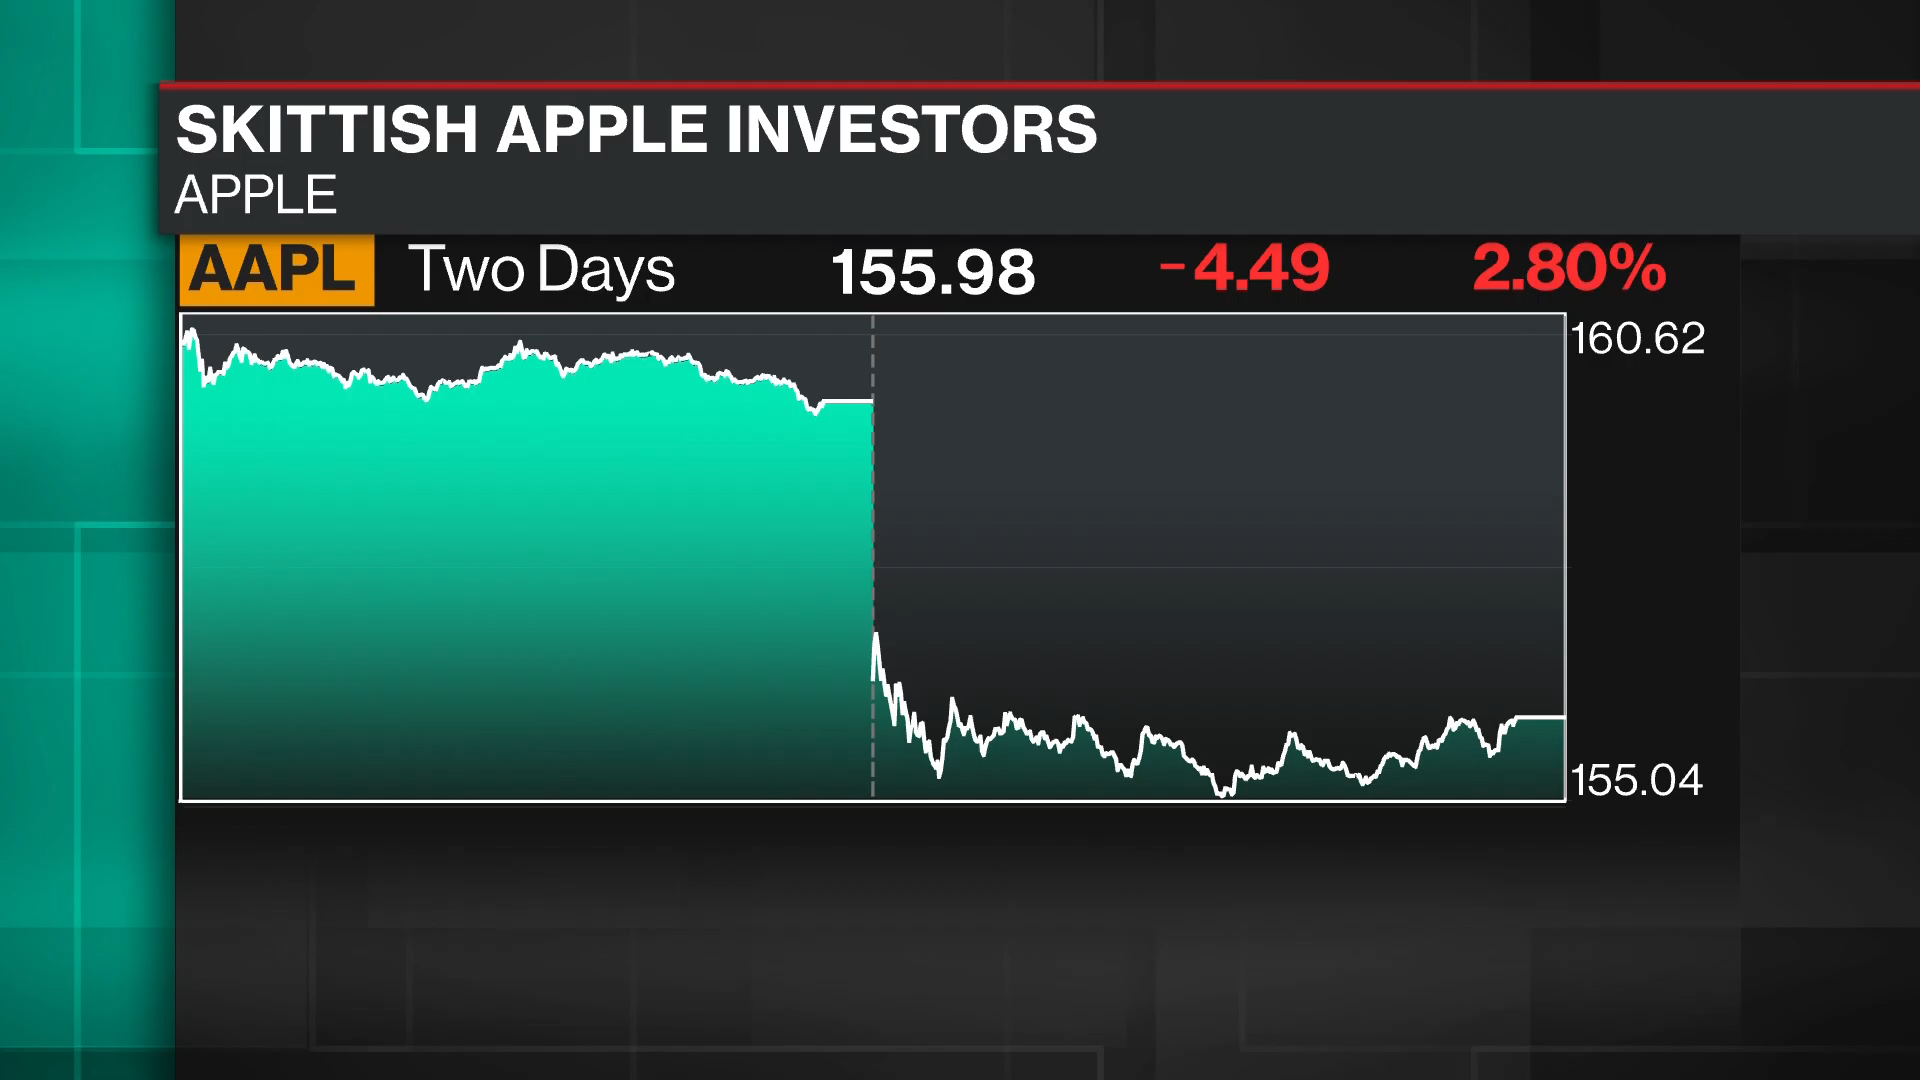 SKITTISH APPLE INVESTORS
APPLE
AAPL Two Days 155.98 -4.49 2.80%
160.62
155.04